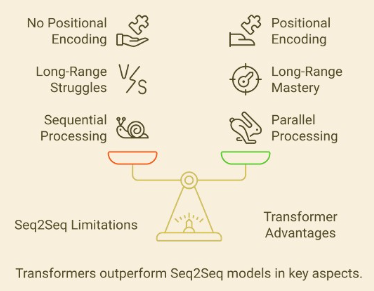 No Positional
Encoding
Positional
Encoding
Long-Range
Struggles
V/S
Long-Range
Mastery
Sequential
Processing
Parallel
Processing
Seq2Seq Limitations
Transformer
Advantages
Transformers outperform Seq2Seq models in key aspects.